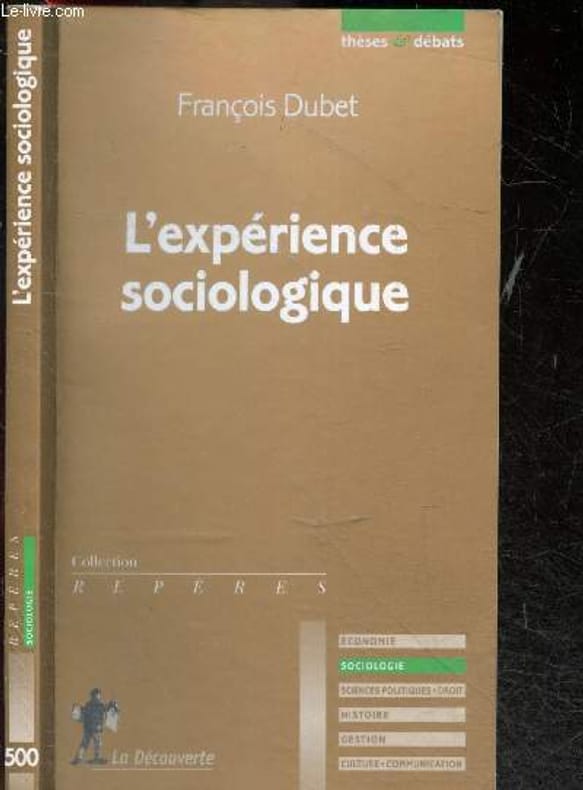 Le-livre.com
L'expérience sociologique
REPÈRES
SOCIOLOGIE
500
thèses & débats
François Dubet
L'expérience
sociologique
Collection
REPÈRES
ÉCONOMIE
SOCIOLOGIE
SCIENCES POLITIQUES • DROIT
HISTOIRE
GESTION
CULTURE • COMMUNICATION
La Découverte